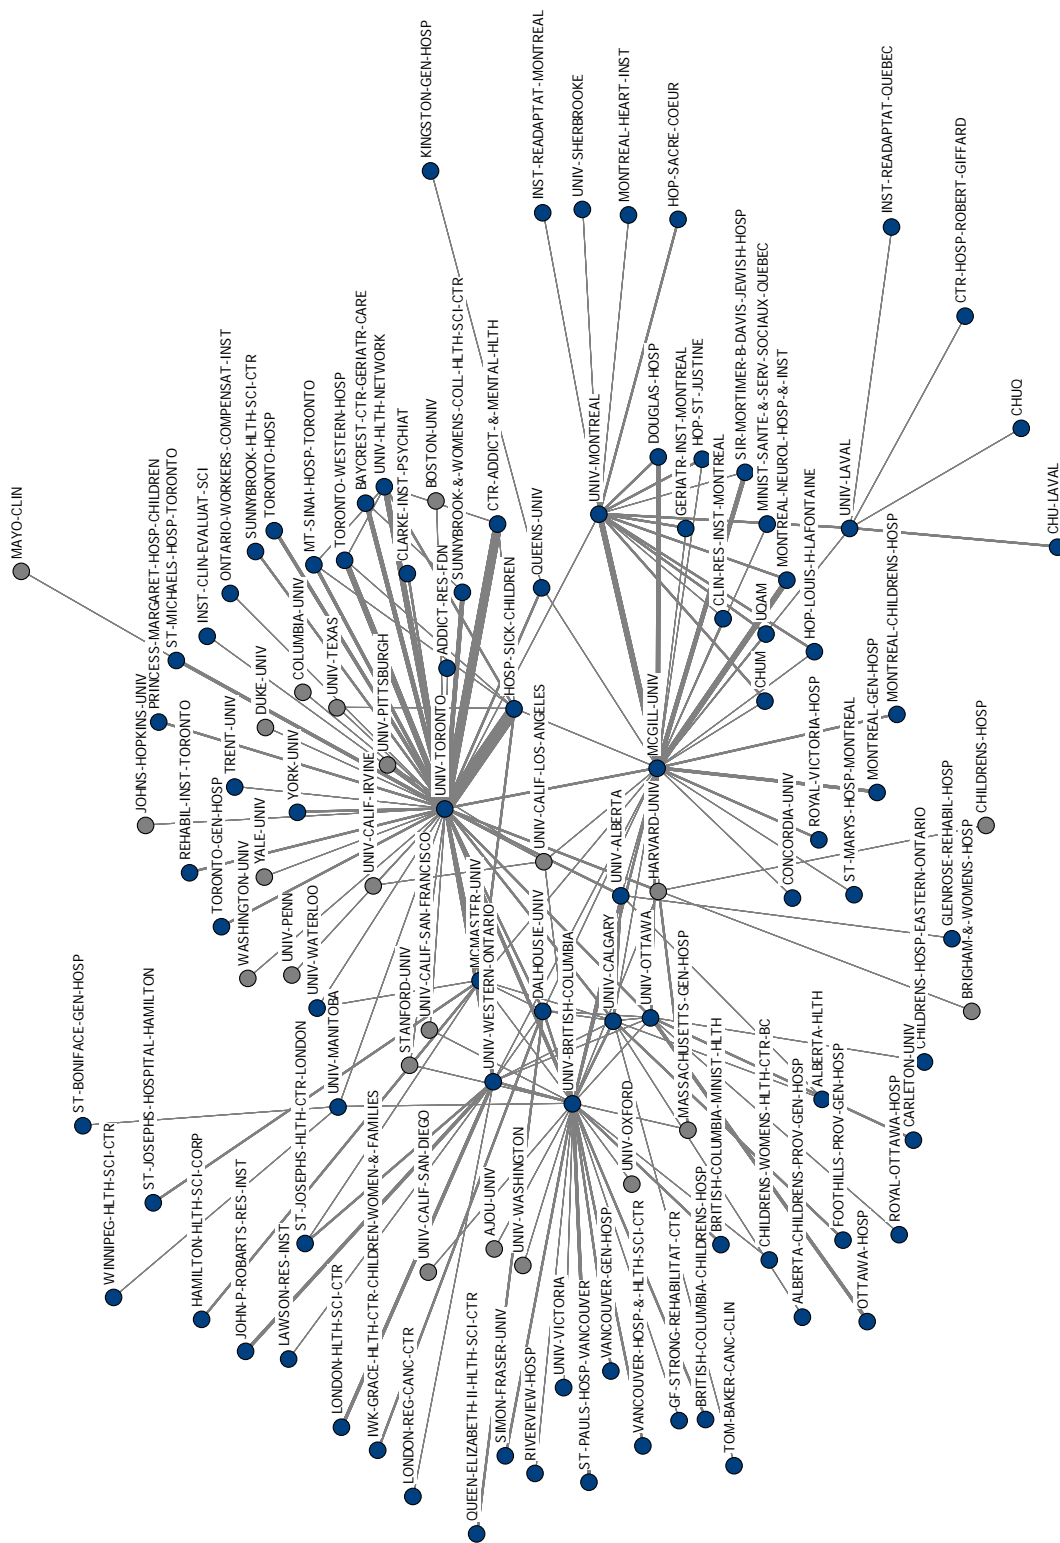 MAYO-CLIN
KINGSTON-GEN-HOSP
INST-READAPTAT-MONTREAL
UNIV-SHERBROOKE
MONTREAL-HEART-INST
HOP-SACRE-COEUR
INST-READAPTAT-QUEBEC
CTR-HOSP-ROBERT-GIFFARD
CHUQ
CHU-LAVAL
JOHNS-HOPKINS-UNIV
PRINCESS-MARGARET-HOSP-CHILDREN
ST-MICHAELS-HOSP-TORONTO
INST-CLIN-EVALUAT-SCI
ONTARIO-WORKERS-COMPENSAT-INST
SUNNYBROOK-HLTH-SCI-CTR
TORONTO-HOSP
MT-SINAI-HOSP-TORONTO
TORONTO-WESTERN-HOSP
BAYCREST-CTR-GERIATR-CARE
UNIV-HLTH-NETWORK
CLARKE-INST-PSYCHIAT
BOSTON-UNIV
SUNNYBROOK-&-WOMENS-COLL-HLTH-SCI-CTR
CTR-ADDICT-&-MENTAL-HLTH
QUEENS-UNIV
UNIV-MONTREAL
DOUGLAS-HOSP
GERIATR-INST-MONTREAL
HOP-ST-JUSTINE
CLIN-RES-INST-MONTREAL
SIR-MORTIMER-B-DAVIS-JEWISH-HOSP
MINIST-SANTE-&-SERV-SOCIAUX-QUEBEC
MONTREAL-NEUROL-HOSP-&-INST
UQAM
CHUM
HOP-LOUIS-H-LAFONTAINE
UNIV-LAVAL
REHABIL-INST-TORONTO
TORONTO-GEN-HOSP
TRENT-UNIV
DUKE-UNIV
COLUMBIA-UNIV
YORK-UNIV
UNIV-TEXAS
YALE-UNIV
WASHINGTON-UNIV
UNIV-PENN
UNIV-WATERLOO
UNIV-CALIF-IRVINE
UNIV-PITTSBURGH
ADDICT-RES-FDN
UNIV-TORONTO
HOSP-SICK-CHILDREN
UNIV-CALIF-LOS-ANGELES
MCGILL-UNIV
HARVARD-UNIV
UNIV-ALBERTA
MONTREAL-CHILDRENS-HOSP
MONTREAL-GEN-HOSP
ROYAL-VICTORIA-HOSP
ST-MARYS-HOSP-MONTREAL
CONCORDIA-UNIV
CHILDRENS-HOSP
GLENROSE-REHABIL-HOSP
BRIGHAM-&-WOMENS-HOSP
CHILDRENS-HOSP-EASTERN-ONTARIO
ST-BONIFACE-GEN-HOSP
WINNIPEG-HLTH-SCI-CTR
ST-JOSEPHS-HOSPITAL-HAMILTON
HAMILTON-HLTH-SCI-CORP
JOHN-P-ROBARTS-RES-INST
LAWSON-RES-INST
ST-JOSEPHS-HLTH-CTR-LONDON
UNIV-MANITOBA
LONDON-HLTH-SCI-CTR
IWK-GRACE-HLTH-CTR-CHILDREN-WOMEN-&-FAMILIES
LONDON-REG-CANC-CTR
STANFORD-UNIV
UNIV-CALIF-SAN-FRANCISCO
UNIV-CALIF-SAN-DIEGO
MCMASTER-UNIV
UNIV-WESTERN-ONTARIO
DALHOUSIE-UNIV
UNIV-BRITISH-COLUMBIA
UNIV-CALGARY
UNIV-OTTAWA
AJOU-UNIV
UNIV-WASHINGTON
UNIV-OXFORD
MASSACHUSETTS-GEN-HOSP
QUEEN-ELIZABETH-II-HLTH-SCI-CTR
SIMON-FRASER-UNIV
RIVERVIEW-HOSP
UNIV-VICTORIA
ST-PAULS-HOSP-VANCOUVER
VANCOUVER-GEN-HOSP
VANCOUVER-HOSP-&-HLTH-SCI-CTR
GF-STRONG-REHABILITAT-CTR
BRITISH-COLUMBIA-CHILDRENS-HOSP
BRITISH-COLUMBIA-MINIST-HLTH
TOM-BAKER-CANC-CLIN
CHILDRENS-WOMENS-HLTH-CTR-BC
ALBERTA-CHILDRENS-PROV-GEN-HOSP
ALBERTA-HLTH
FOOTHILLS-PROV-GEN-HOSP
OTTAWA-HOSP
ROYAL-OTTAWA-HOSP
CARLETON-UNIV